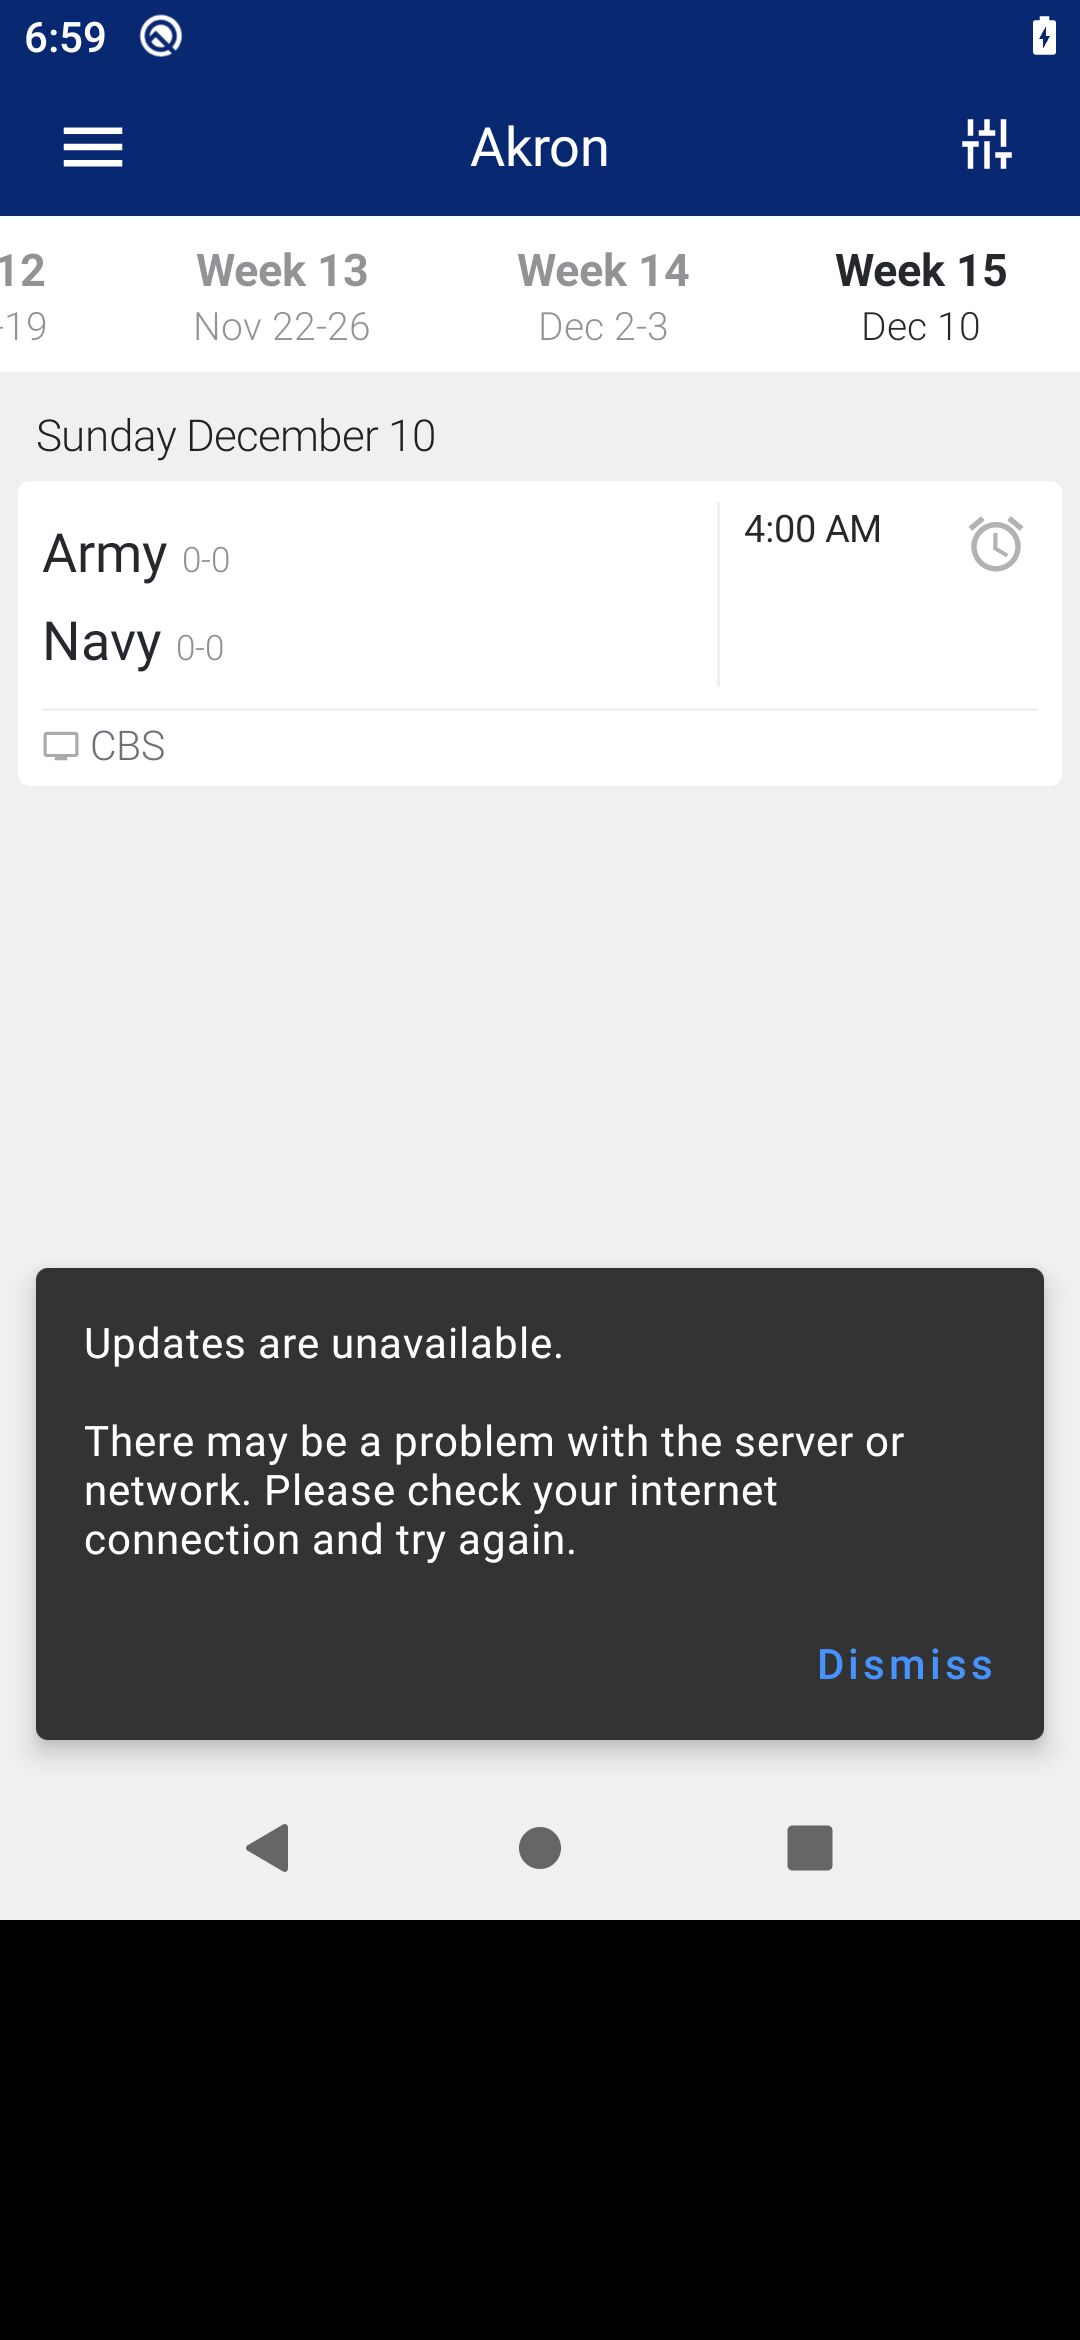 6:59
Akron
12
-19
Week 13
Nov 22-26
Week 14
Dec 2-3
Week 15
Dec 10
Sunday December 10
Army 0-0
4:00 AM
Navy 0-0
CBS
Updates are unavailable.
There may be a problem with the server or
network. Please check your internet
connection and try again.
Dismiss